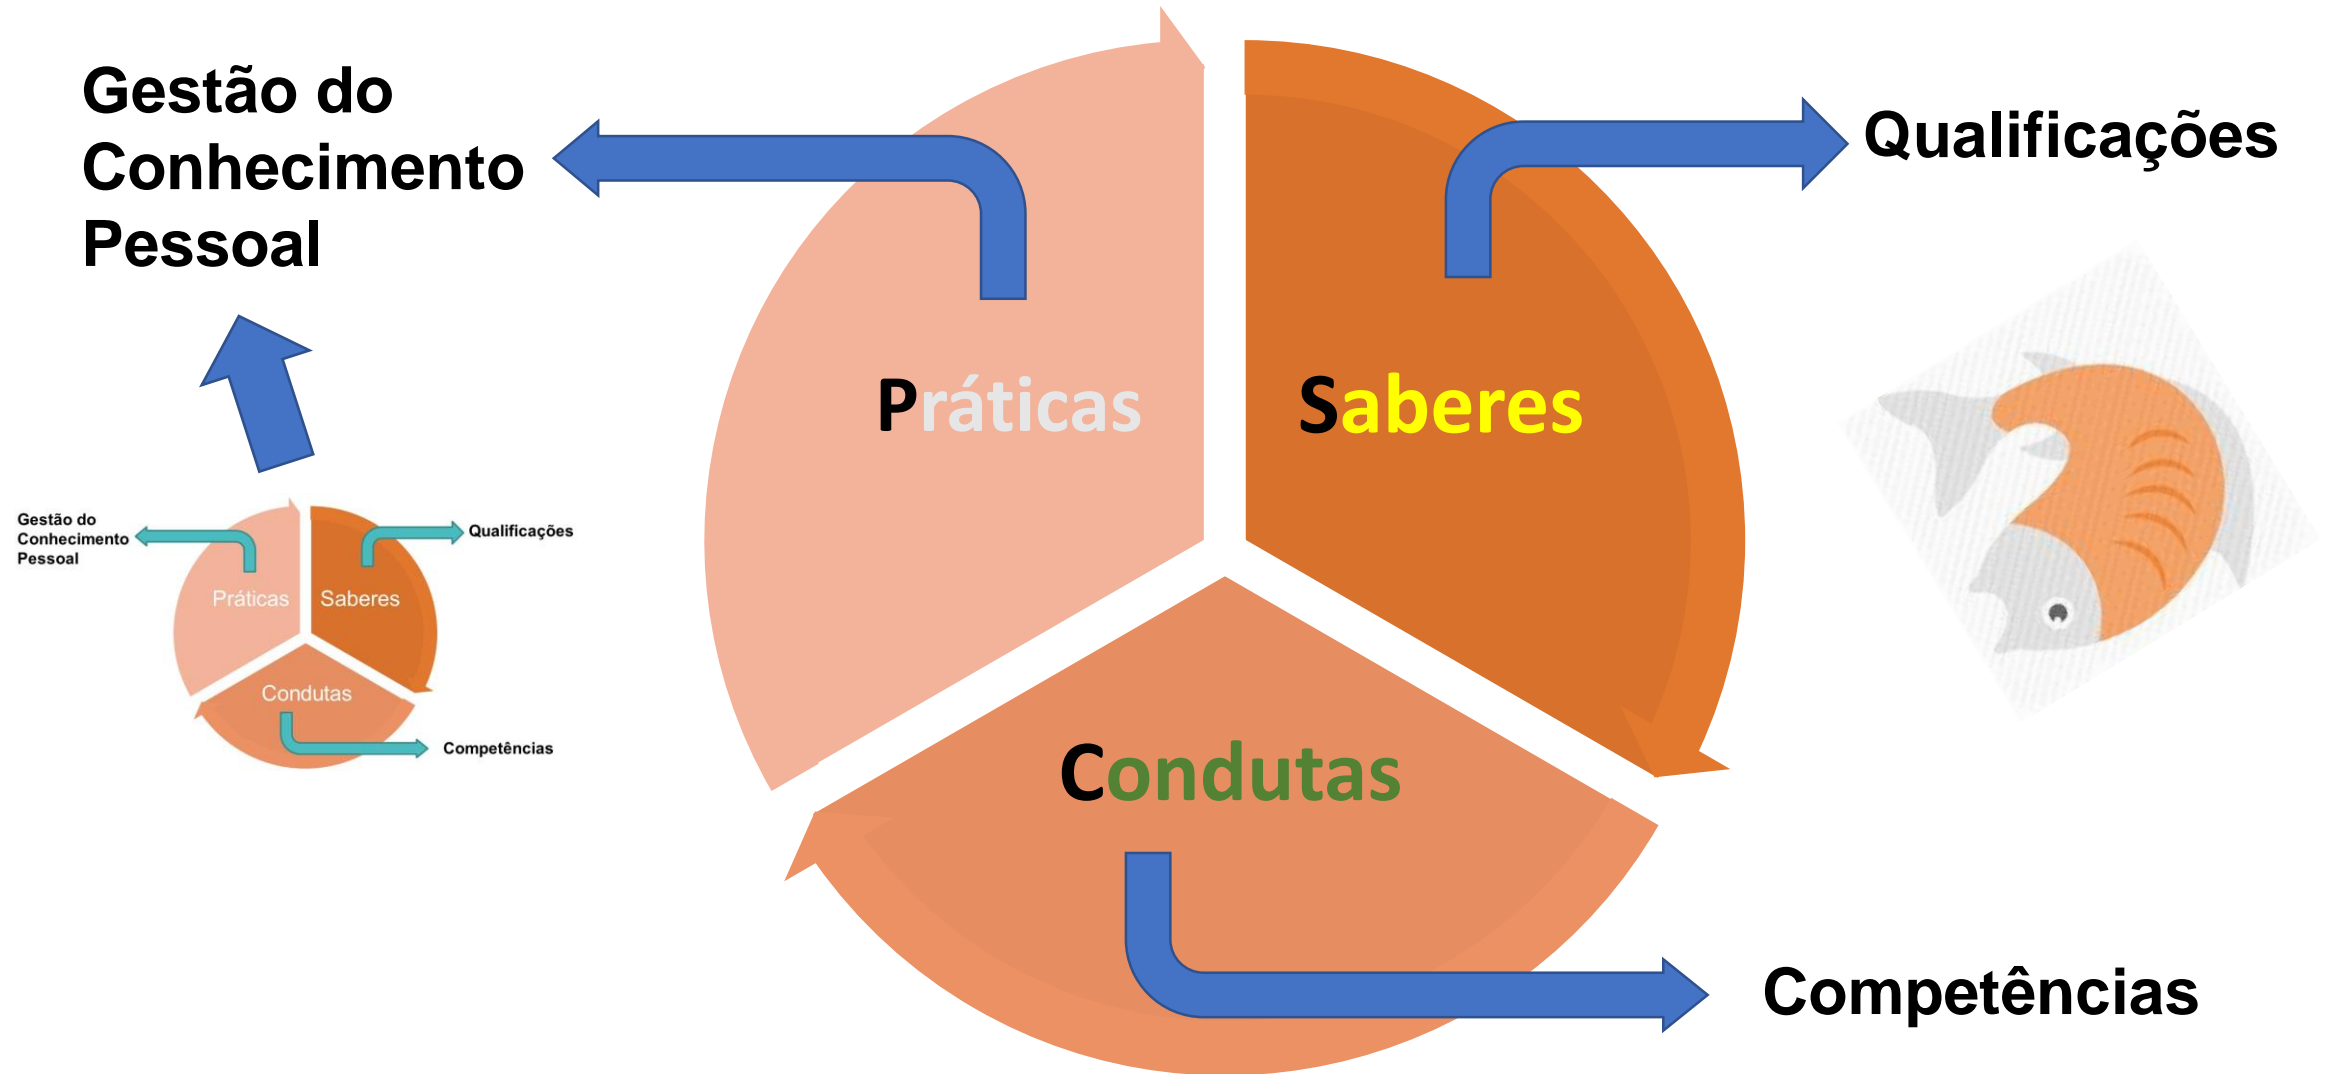 Gestão do
Conhecimento
Pessoal
Qualificações
Práticas
Saberes
Condutas
Competências
Gestão do
Conhecimento
Pessoal
Qualificações
Práticas
Saberes
Condutas
Competências